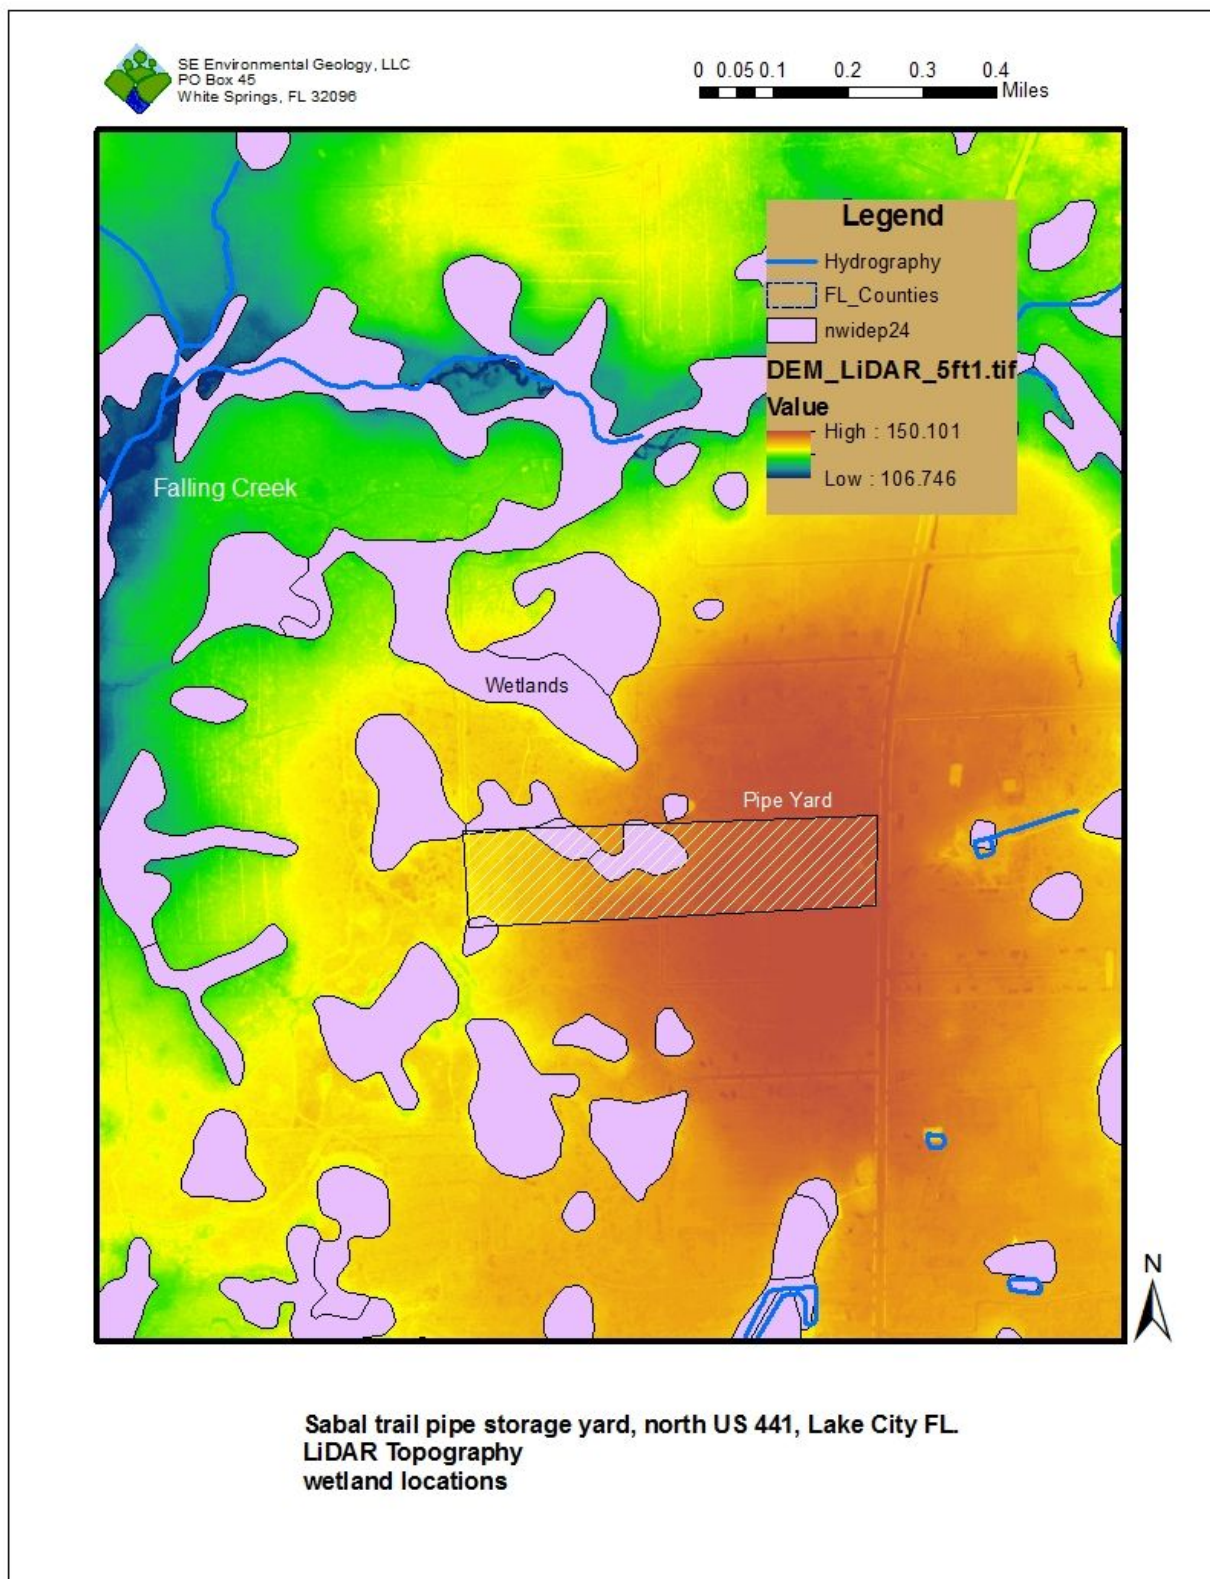 SE Environmental Geology, LLC
PO Box 45
White Springs, FL 32096
0 0.05 0.1 0.2 0.3 0.4
Miles
Legend
Hydrography
FL_Counties
nwidep24
DEM_LiDAR_5ft1.tif
Value
High : 150.101
Low : 106.746
Falling Creek
Wetlands
Pipe Yard
N
Sabal trail pipe storage yard, north US 441, Lake City FL.
LiDAR Topography
wetland locations